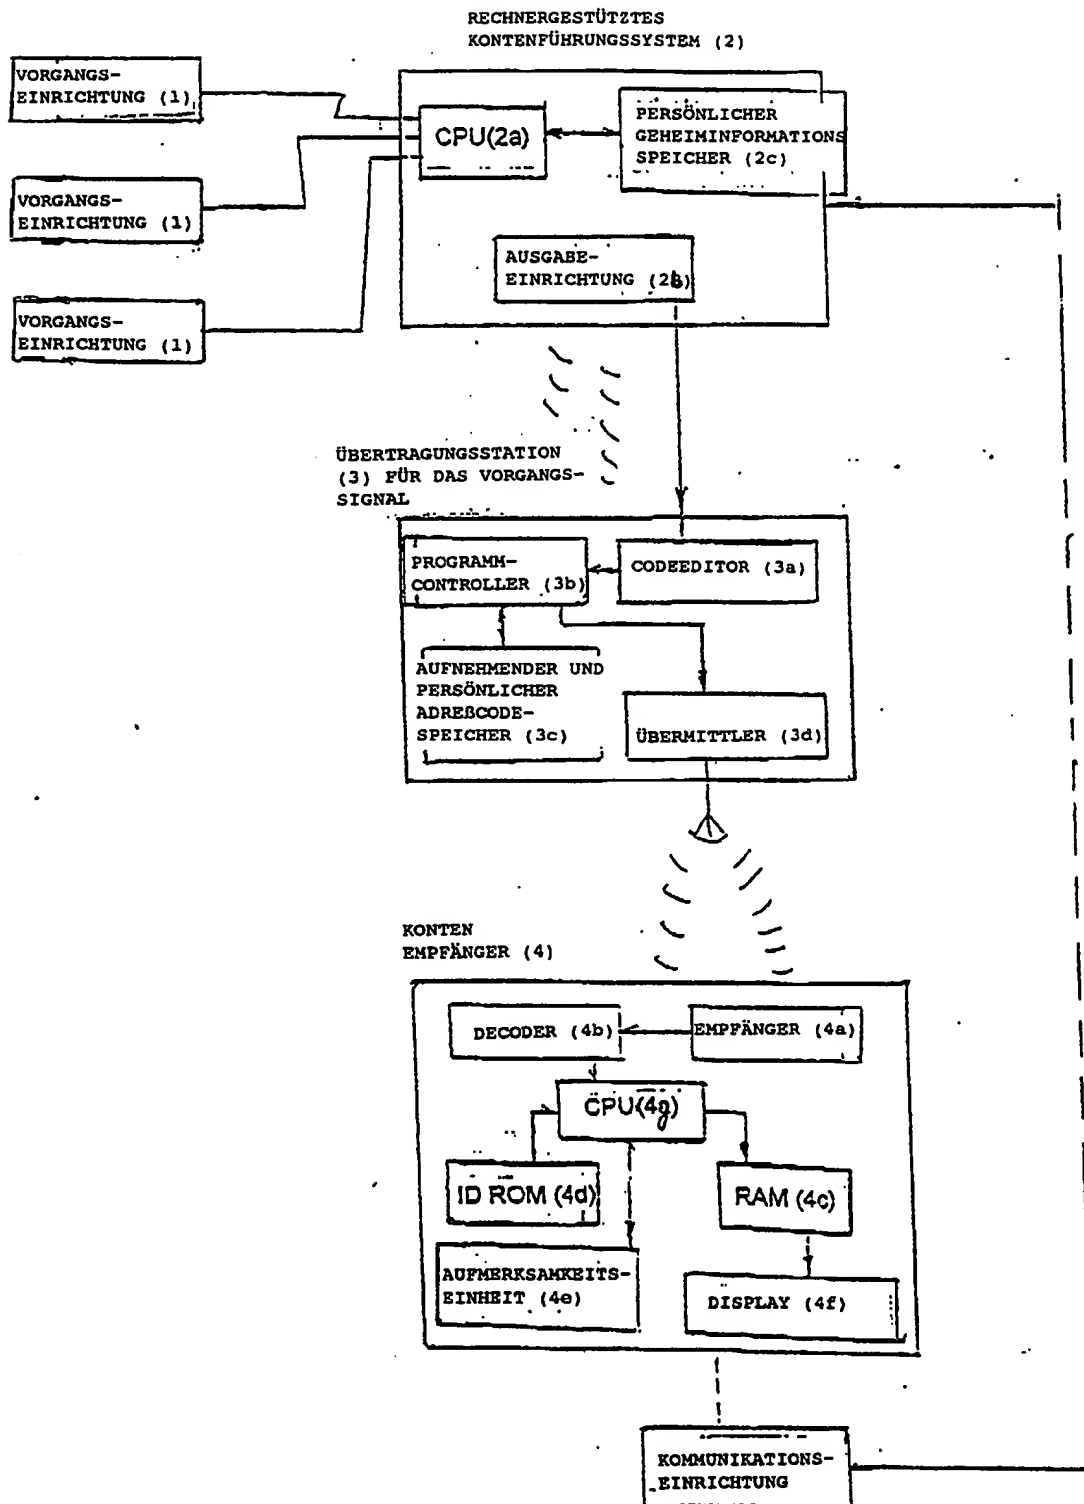 RECHNERGESTÜTZTES
KONTENFÜHRUNGSSYSTEM (2)
VORGANGS-
EINRICHTUNG (1)
CPU(2a)
PERSÖNLICHER
GEHEIMINFORMATIONS
SPEICHER (2c)
VORGANGS-
EINRICHTUNG (1)
AUSGABE-
EINRICHTUNG (2b)
VORGANGS-
EINRICHTUNG (1)
ÜBERTRAGUNGSSTATION
(3) FÜR DAS VORGANGS-
SIGNAL
PROGRAMM-
CONTROLLER (3b)
CODEEDITOR (3a)
AUFNEHMENDER UND
PERSÖNLICHER
ADREßCODE-
SPEICHER (3c)
ÜBERMITTLER (3d)
KONTEN
EMPFÄNGER (4)
DECODER (4b)
EMPFÄNGER (4a)
CPU(4g)
ID ROM (4d)
RAM (4c)
AUFMERKSAMKEITS-
EINHEIT (4e)
DISPLAY (4f)
KOMMUNIKATIONS-
EINRICHTUNG